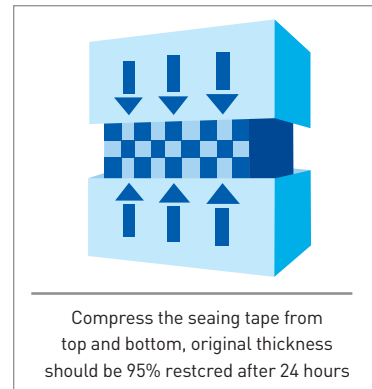 Compress the seaing tape from
top and bottom, original thickness
should be 95% restcred after 24 hours